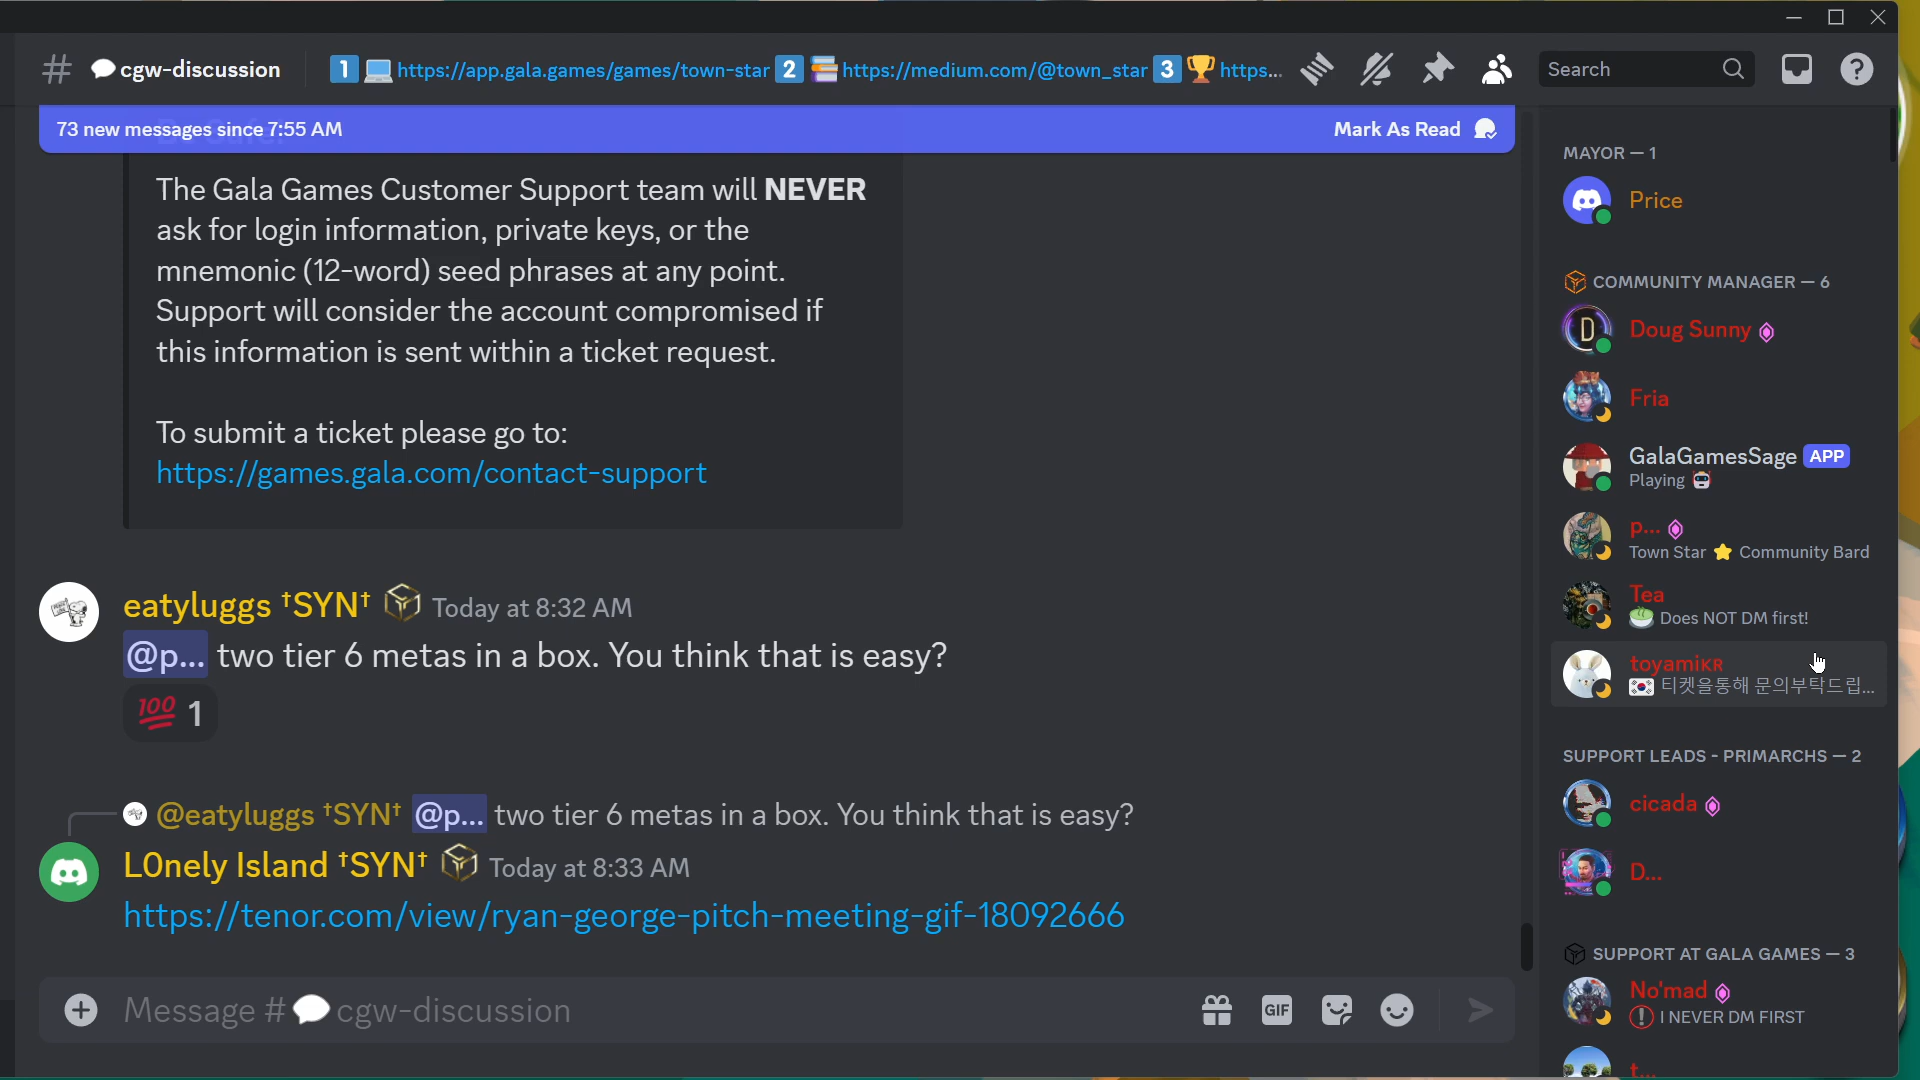 cgw-discussion
1 https://app.gala.games/games/town-star 2 https://medium.com/@town_star 3 https...
Search
73 new messages since 7:55 AM
Mark As Read
The Gala Games Customer Support team will NEVER
ask for login information, private keys, or the
mnemonic (12-word) seed phrases at any point.
Support will consider the account compromised if
this information is sent within a ticket request.
To submit a ticket please go to:
https://games.gala.com/contact-support
eatyluggs †SYN† Today at 8:32 AM
@p... two tier 6 metas in a box. You think that is easy?
100 1
@eatyluggs †SYN† @p... two tier 6 metas in a box. You think that is easy?
L0nely Island †SYN† Today at 8:33 AM
https://tenor.com/view/ryan-george-pitch-meeting-gif-18092666
Message # cgw-discussion
GIF
MAYOR — 1
Price
COMMUNITY MANAGER — 6
D
Doug Sunny
Fria
GalaGamesSage APP
Playing
p...
Town Star Community Bard
Tea
Does NOT DM first!
toyamiKR
티켓을통해 문의부탁드립...
SUPPORT LEADS - PRIMARCHS — 2
cicada
D...
SUPPORT AT GALA GAMES — 3
No'mad
I NEVER DM FIRST
t...